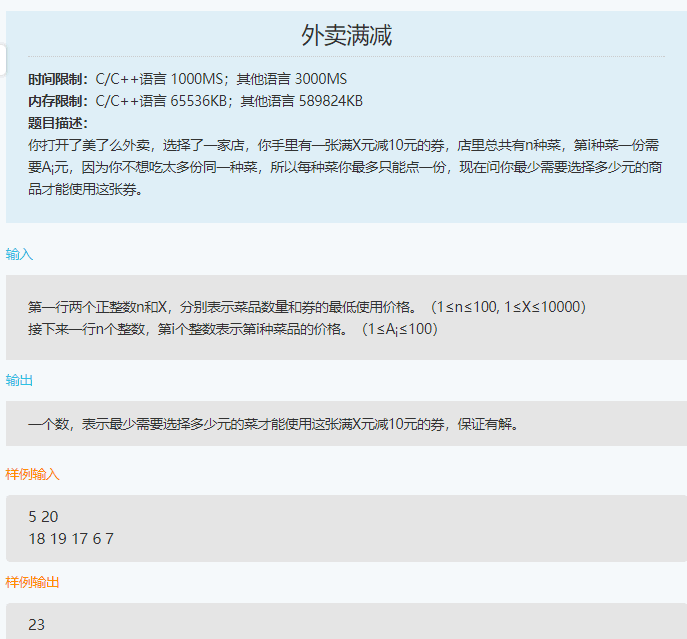 外卖满减
时间限制：C/C++语言 1000MS；其他语言 3000MS
内存限制：C/C++语言 65536KB；其他语言 589824KB
题目描述：
你打开了美了么外卖，选择了一家店，你手里有一张满X元减10元的券，店里总共有n种菜，第i种菜一份需
要Aᵢ元，因为你不想吃太多份同一种菜，所以每种菜你最多只能点一份，现在问你最少需要选择多少元的商
品才能使用这张券。
输入
第一行两个正整数n和X，分别表示菜品数量和券的最低使用价格。（1≤n≤100, 1≤X≤10000）
接下来一行n个整数，第i个整数表示第i种菜品的价格。（1≤Aᵢ≤100）
输出
一个数，表示最少需要选择多少元的菜才能使用这张满X元减10元的券，保证有解。
样例输入
5 20
18 19 17 6 7
样例输出
23